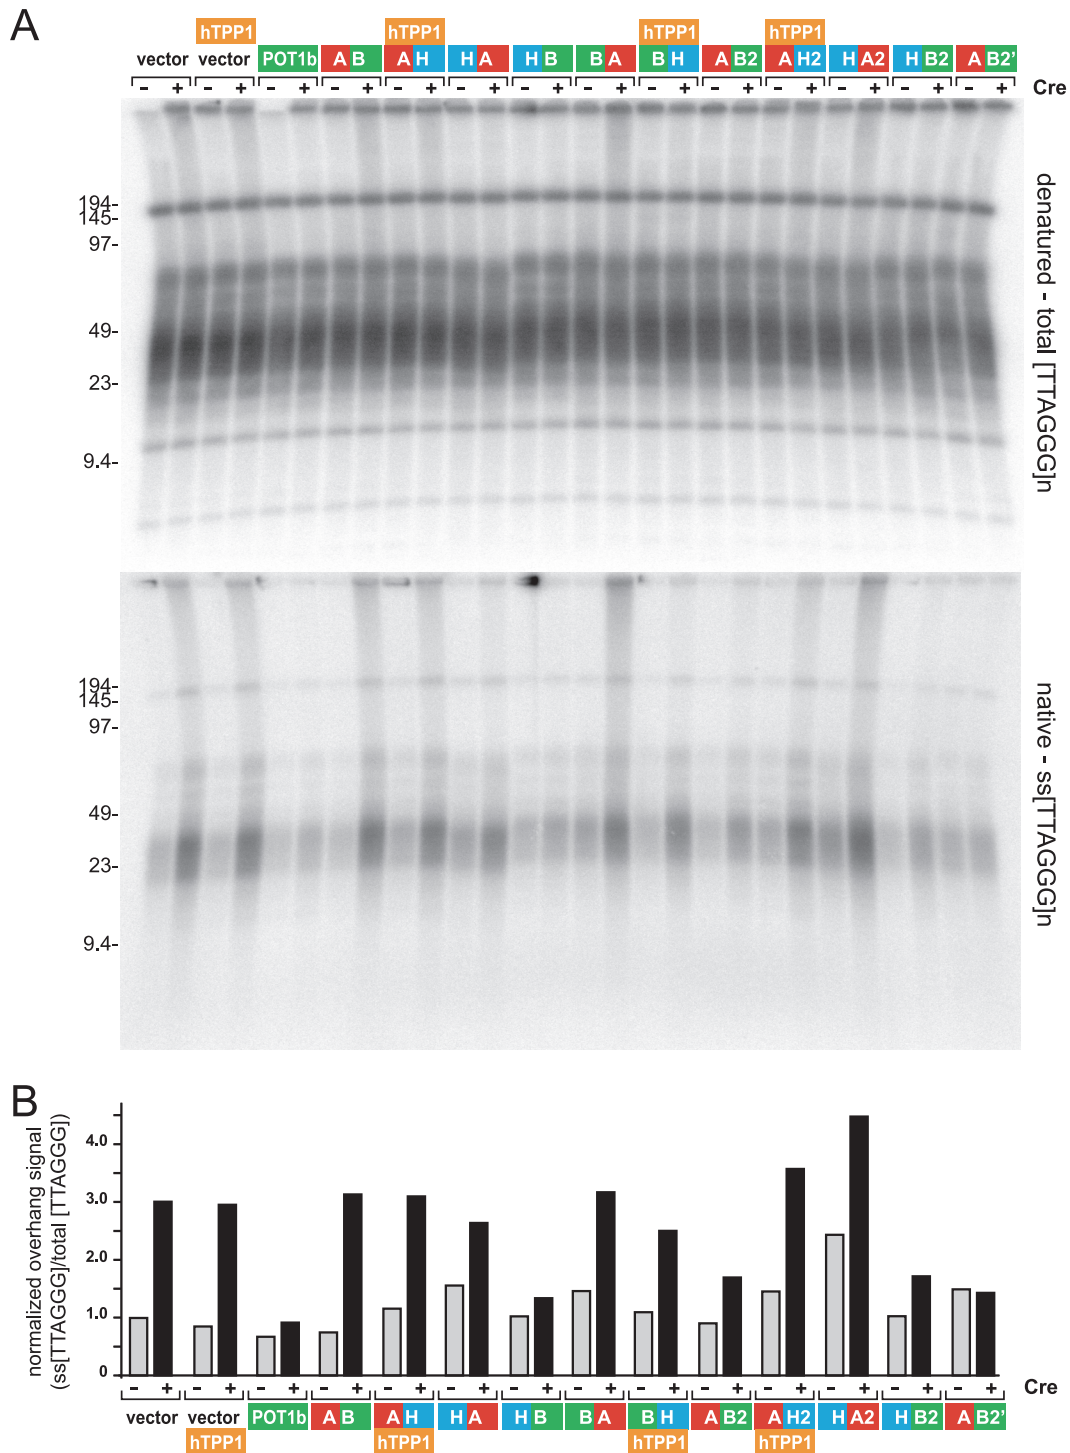 A
hTPP1 hTPP1 hTPP1 hTPP1
vector vector POT1b A B A H H A H B B A B H A B2 A H2 H A2 H B2 A B2'
- + - + - + - + - + - + - + - + - + - + - + - + - + - + Cre
194-
145-
97-
49-
23-
9.4-
denatured - total [TTAGGG]n
194-
145-
97-
49-
23-
9.4-
native - ss[TTAGGG]n
B
normalized overhang signal
(ss[TTAGGG]/total [TTAGGG])
4.0
3.0
2.0
1.0
0
- + - + - + - + - + - + - + - + - + - + - + - + - + - + Cre
vector vector POT1b A B A H H A H B B A B H A B2 A H2 H A2 H B2 A B2'
hTPP1 hTPP1 hTPP1 hTPP1